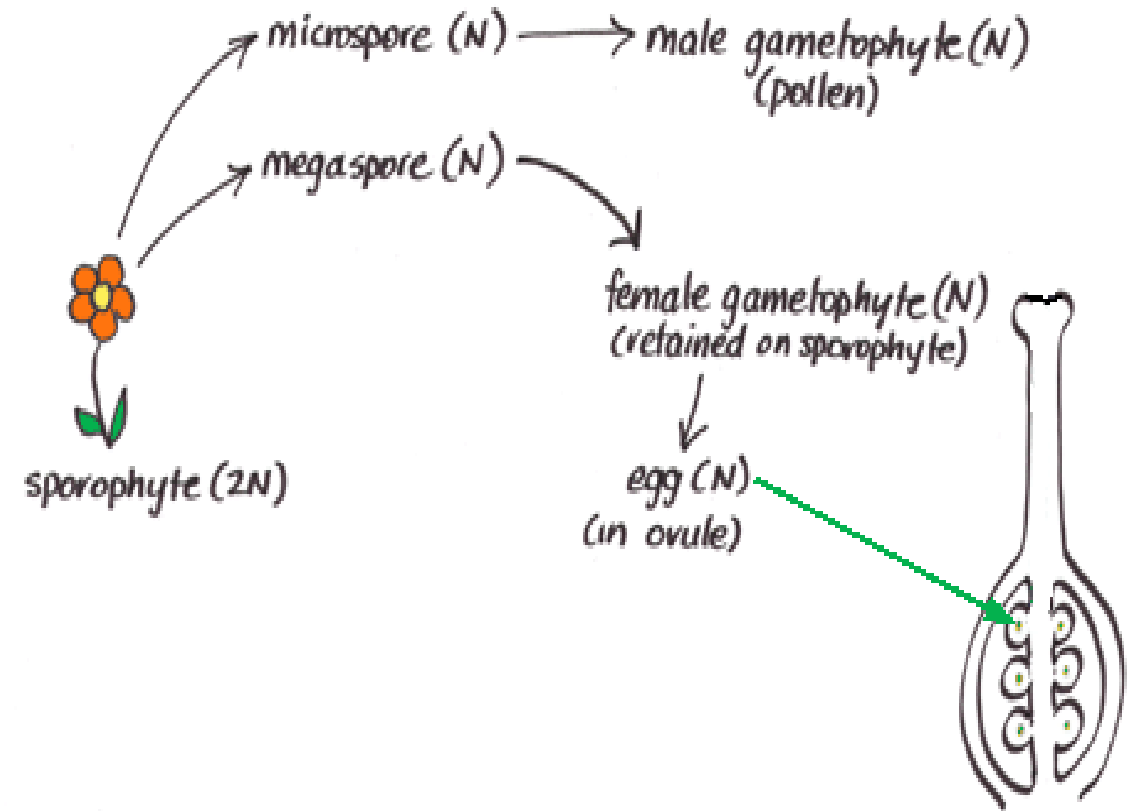 microspore (N) → male gametophyte (N)
(pollen)
megaspore (N)
female gametophyte (N)
(retained on sporophyte)
egg (N)
(in ovule)
sporophyte (2N)